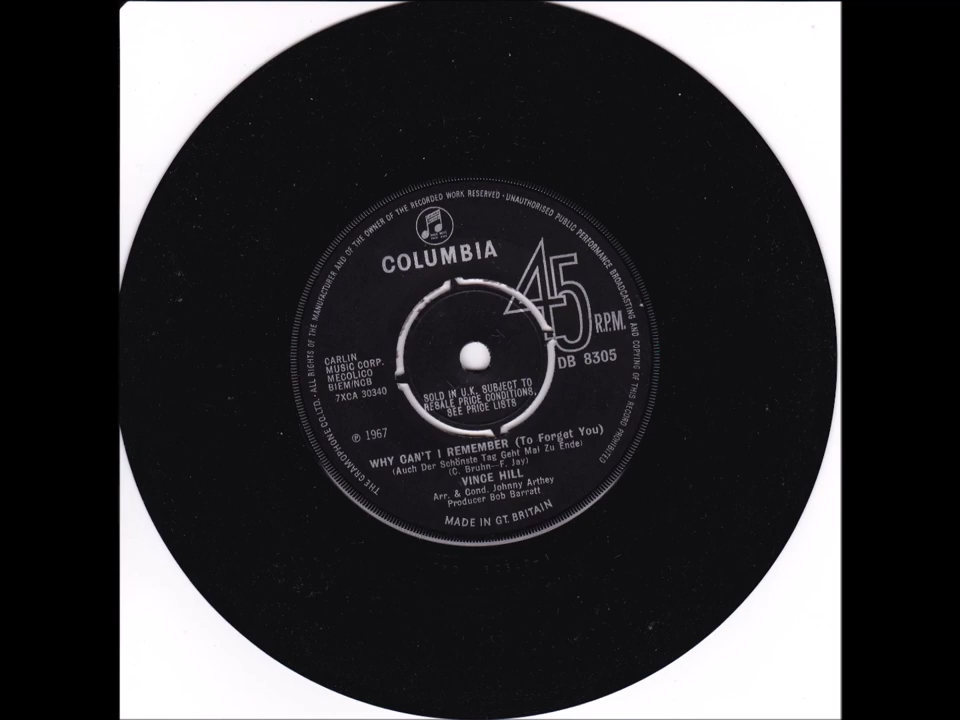 THE GRAMOPHONE CO. LTD. · ALL RIGHTS OF THE MANUFACTURER AND OF THE OWNER OF THE RECORDED WORK RESERVED · UNAUTHORISED PUBLIC PERFORMANCE BROADCASTING AND COPYING OF THIS RECORD PROHIBITED
COLUMBIA
45
R.P.M.
DB 8305
CARLIN
MUSIC CORP.
MECOLICO
BIEM/NCB
7XCA 30340
SOLD IN U.K. SUBJECT TO
RESALE PRICE CONDITIONS,
SEE PRICE LISTS
℗ 1967
WHY CAN'T I REMEMBER (To Forget You)
(Auch Der Schönste Tag Geht Mal Zu Ende)
(C. Bruhn—F. Jay)
VINCE HILL
Arr. & Cond. Johnny Arthey
Producer Bob Barratt
MADE IN GT. BRITAIN